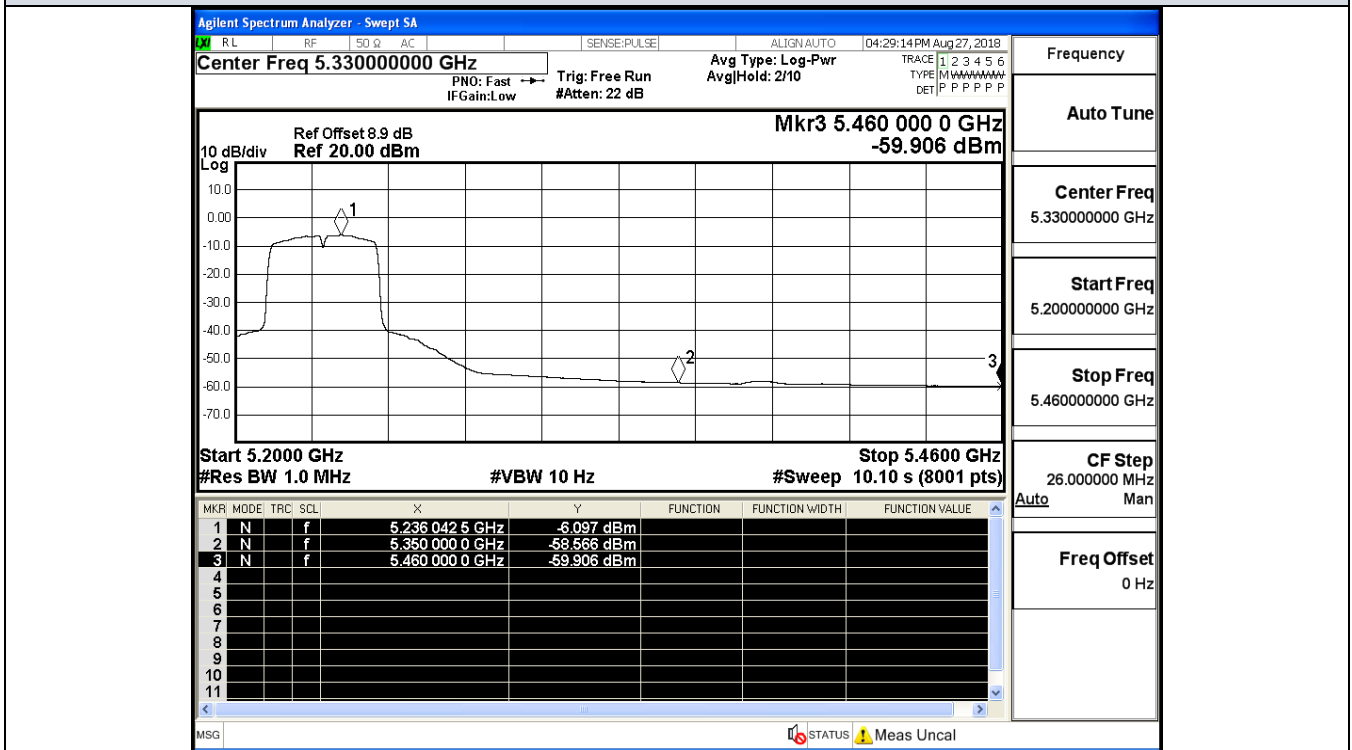 Agilent Spectrum Analyzer - Swept SA
LXI RL RF 50 Ω AC SENSE:PULSE ALIGN AUTO 04:29:14 PM Aug 27, 2018
Center Freq 5.330000000 GHz
PNO: Fast
IFGain:Low
Trig: Free Run
#Atten: 22 dB
Avg Type: Log-Pwr
Avg|Hold: 2/10
TRACE 1 2 3 4 5 6
TYPE M
DET P P P P P P
Ref Offset 8.9 dB
Ref 20.00 dBm
10 dB/div
Log
Mkr3 5.460 000 0 GHz
-59.906 dBm
10.0
0.00
-10.0
-20.0
-30.0
-40.0
-50.0
-60.0
-70.0
1
2
3
Start 5.2000 GHz Stop 5.4600 GHz
#Res BW 1.0 MHz #VBW 10 Hz #Sweep 10.10 s (8001 pts)
MKR MODE TRC SCL X Y FUNCTION FUNCTION WIDTH FUNCTION VALUE
1 N f 5.236 042 5 GHz -6.097 dBm
2 N f 5.350 000 0 GHz -58.566 dBm
3 N f 5.460 000 0 GHz -59.906 dBm
4
5
6
7
8
9
10
11
MSG STATUS Meas Uncal
Frequency
Auto Tune
Center Freq
5.330000000 GHz
Start Freq
5.200000000 GHz
Stop Freq
5.460000000 GHz
CF Step
26.000000 MHz
Auto Man
Freq Offset
0 Hz